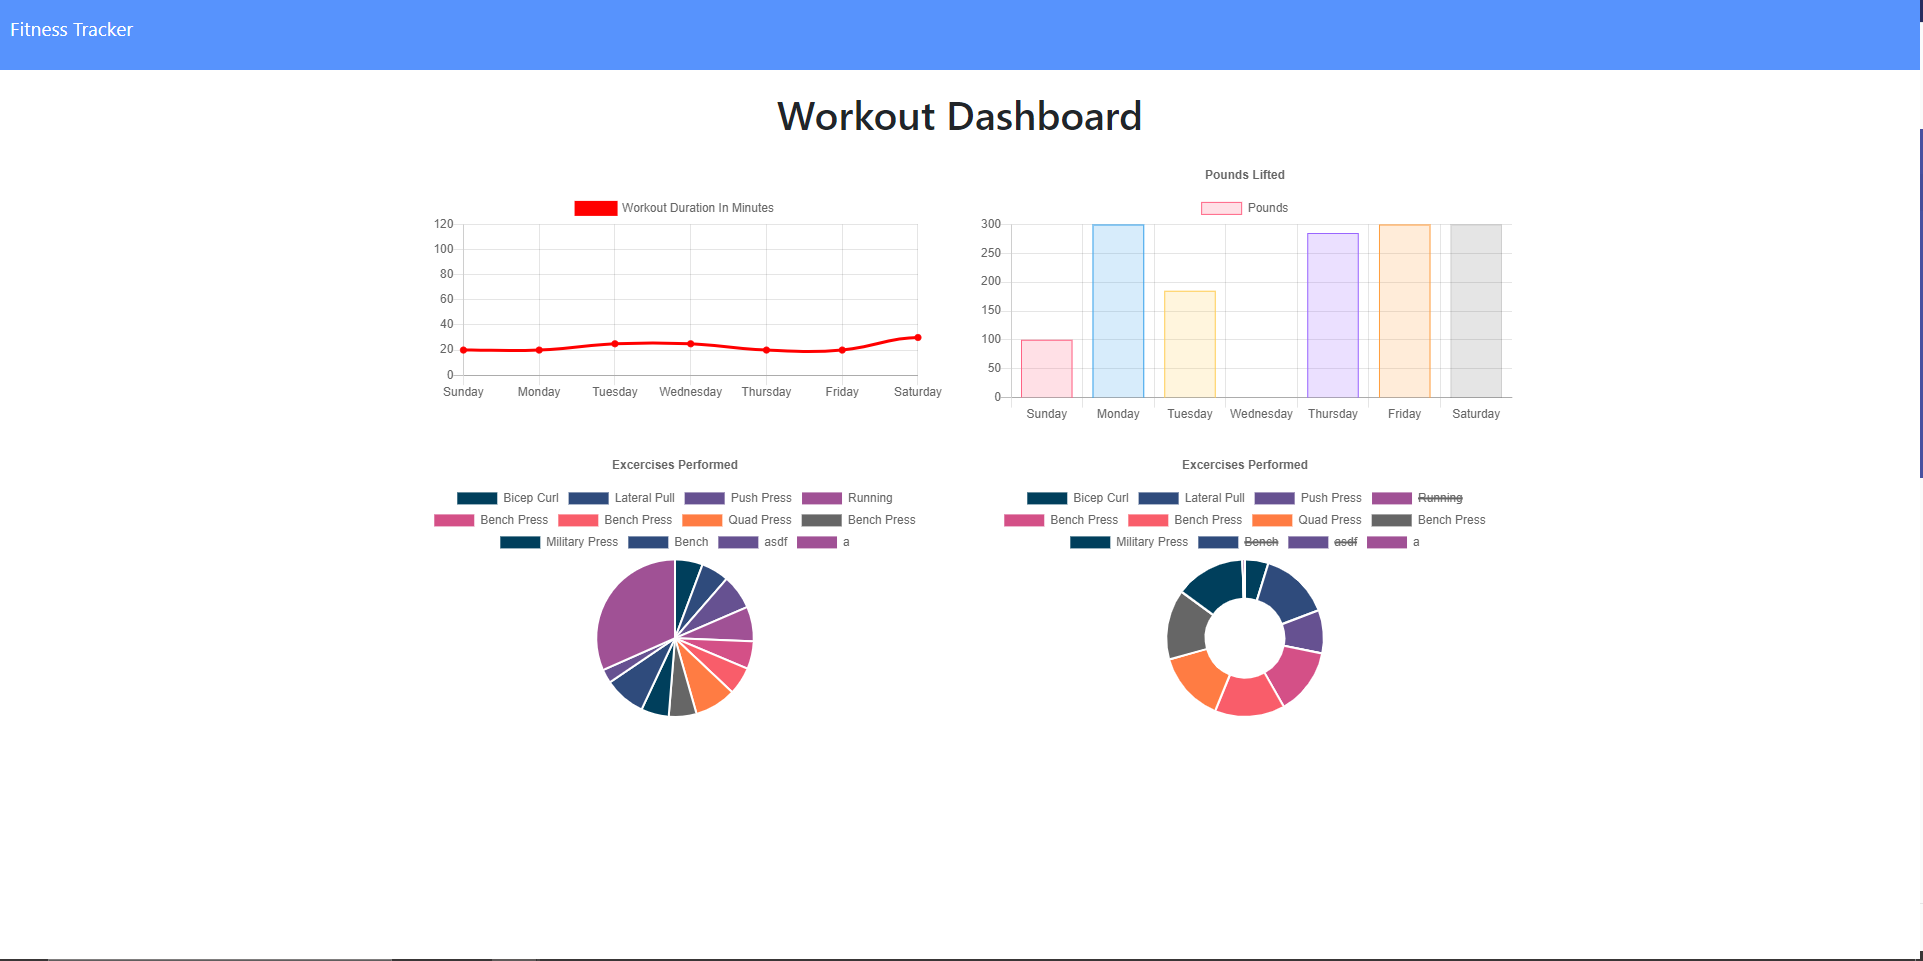 Fitness Tracker
Workout Dashboard
Workout Duration In Minutes
120
100
80
60
40
20
0
Sunday Monday Tuesday Wednesday Thursday Friday Saturday
Pounds Lifted
Pounds
300
250
200
150
100
50
0
Sunday Monday Tuesday Wednesday Thursday Friday Saturday
Excercises Performed
Bicep Curl Lateral Pull Push Press Running
Bench Press Bench Press Quad Press Bench Press
Military Press Bench asdf a
Excercises Performed
Bicep Curl Lateral Pull Push Press Running
Bench Press Bench Press Quad Press Bench Press
Military Press Bench asdf a